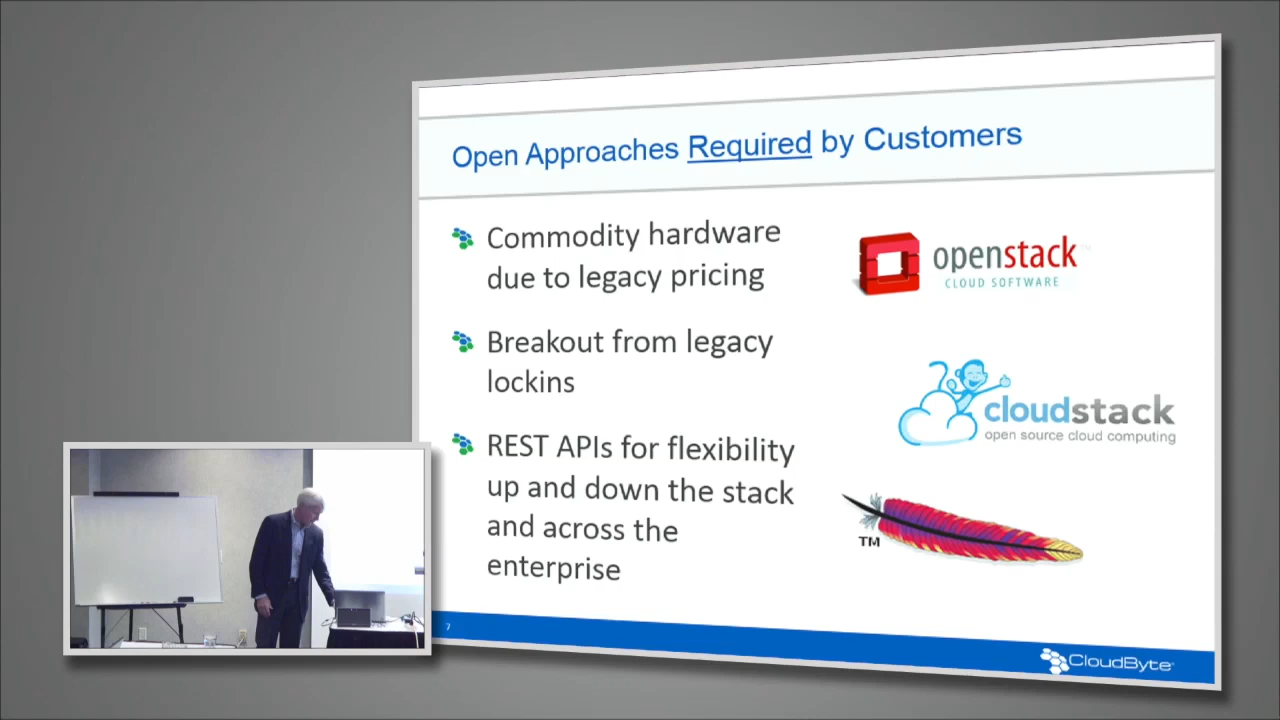 Open Approaches Required by Customers
Commodity hardware
due to legacy pricing
Breakout from legacy
lockins
REST APIs for flexibility
up and down the stack
and across the
enterprise
openstack™
CLOUD SOFTWARE
cloudstack
open source cloud computing
TM
7
CloudByte